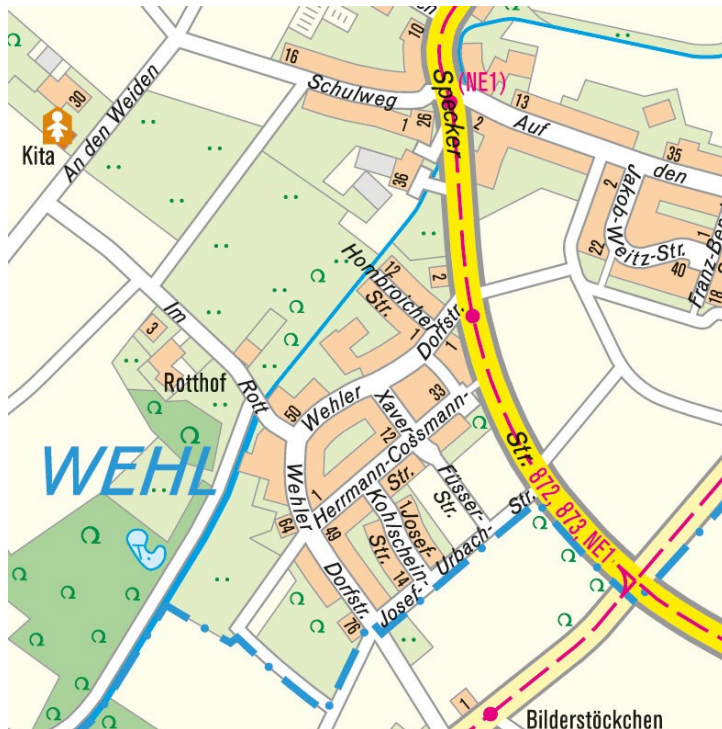 10
16
(NE1)
Specker
Schulweg
13
30
1
26
2
Auf
den
35
An den Weiden
Kita
36
2
Jakob-Weitz-Str.
1
22
40
18
Hombroicher
Str.
12
2
1
Im
3
Dorfstr.
1
Rotthof
Rott
50
Wehler
33
Xaver-
Füsser-
Str.
WEHL
Wehler
12
Herrmann-Cossmann-
Str.
1
Str.
872, 873, NE1
64
49
Kohlschein-
Str.
1
Josef-
14
Josef-
Urbach-
Str.
Dorfstr.
76
1
Bilderstöckchen